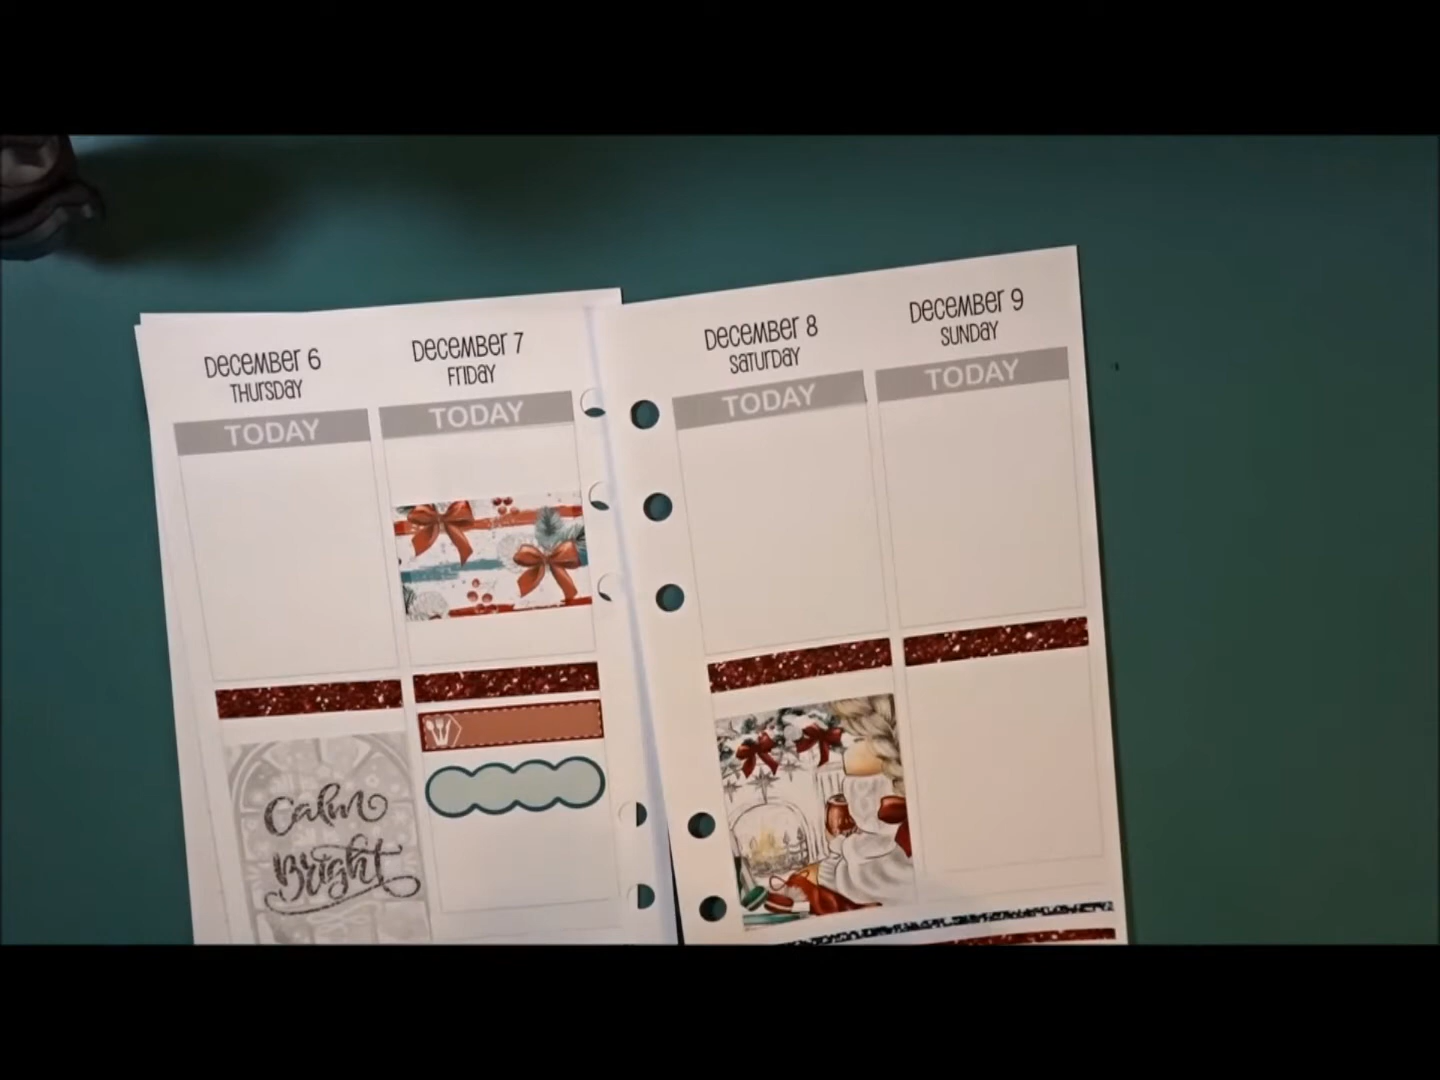 December 6
Thursday
TODAY
Calm
Bright
December 7
Friday
TODAY
December 8
Saturday
TODAY
December 9
Sunday
TODAY